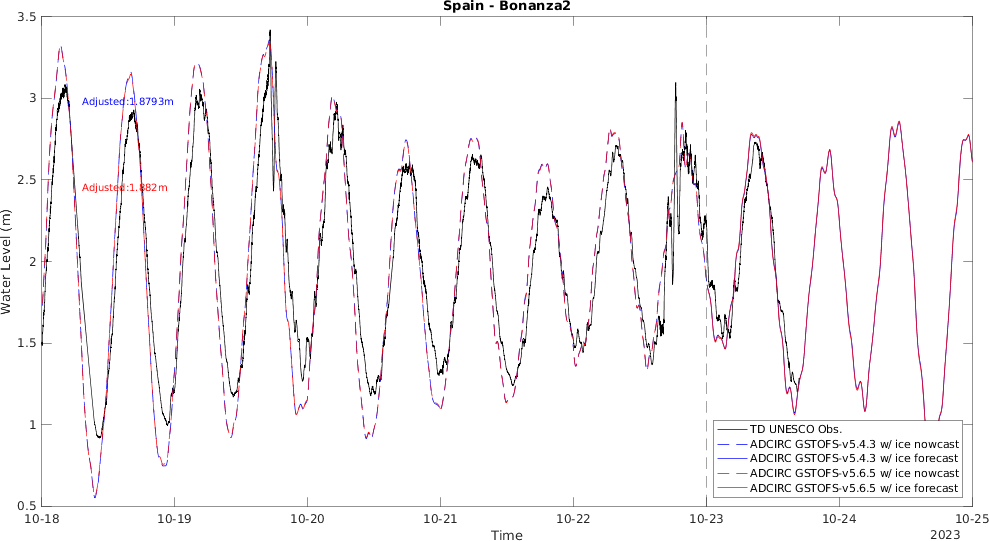 Spain - Bonanza2
3.5
3
2.5
2
1.5
1
0.5
Water Level (m)
Adjusted:1.8793m
Adjusted:1.882m
TD UNESCO Obs.
ADCIRC GSTOFS-v5.4.3 w/ ice nowcast
ADCIRC GSTOFS-v5.4.3 w/ ice forecast
ADCIRC GSTOFS-v5.6.5 w/ ice nowcast
ADCIRC GSTOFS-v5.6.5 w/ ice forecast
10-18
10-19
10-20
10-21
10-22
10-23
10-24
10-25
Time
2023